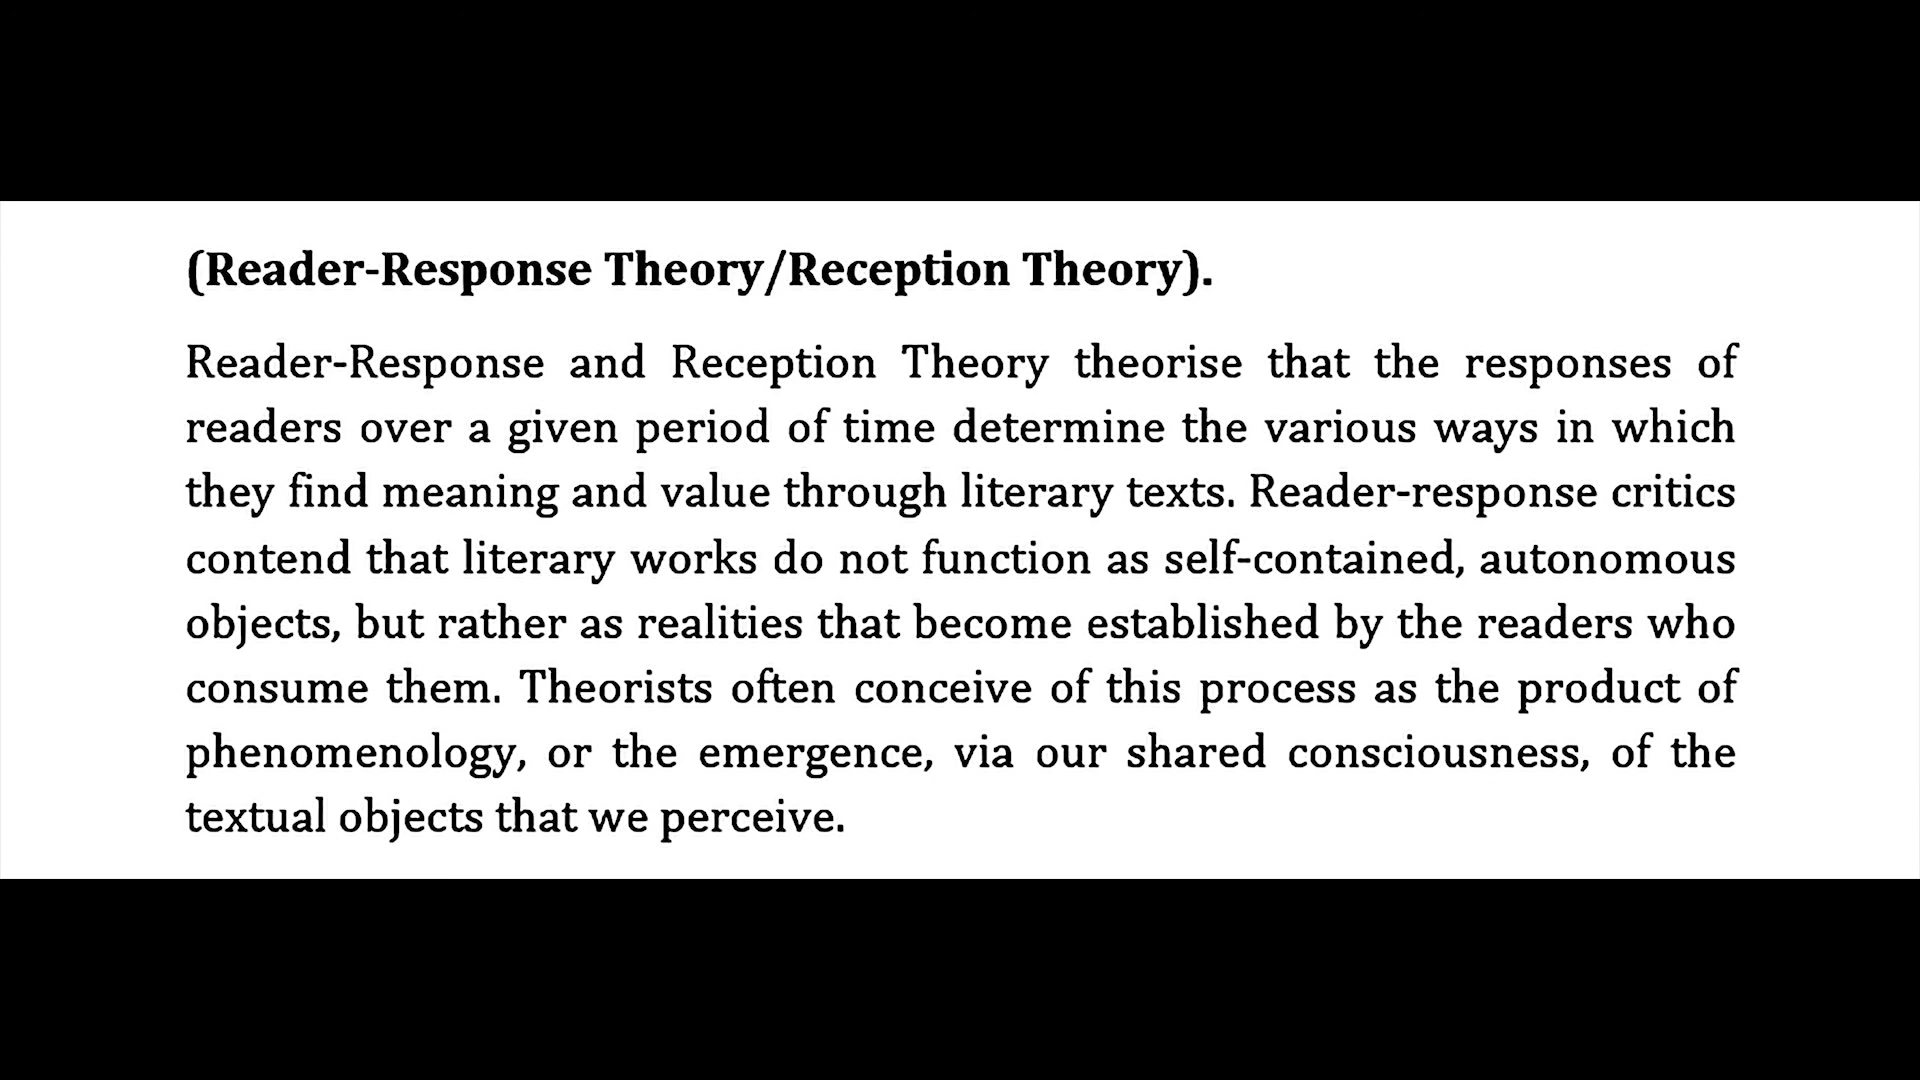 (Reader-Response Theory/Reception Theory).
Reader-Response and Reception Theory theorise that the responses of
readers over a given period of time determine the various ways in which
they find meaning and value through literary texts. Reader-response critics
contend that literary works do not function as self-contained, autonomous
objects, but rather as realities that become established by the readers who
consume them. Theorists often conceive of this process as the product of
phenomenology, or the emergence, via our shared consciousness, of the
textual objects that we perceive.